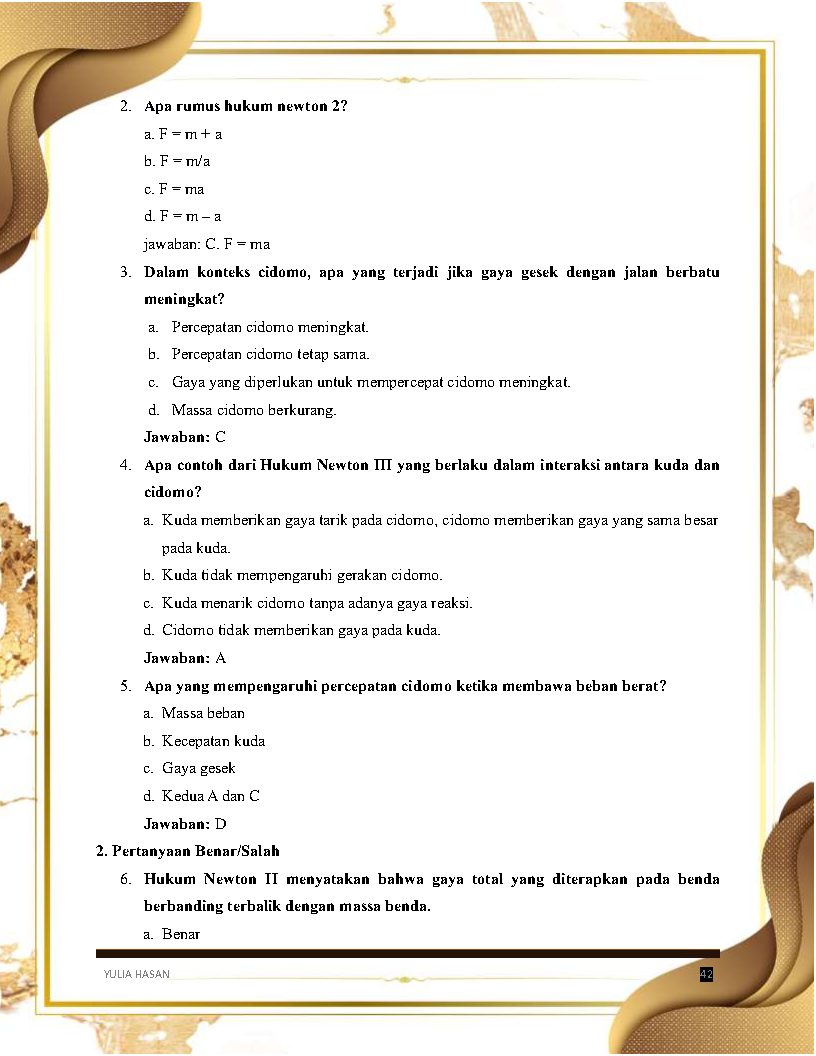 2. Apa rumus hukum newton 2?
a. F = m + a
b. F = m/a
c. F = ma
d. F = m – a
jawaban: C. F = ma
3. Dalam konteks cidomo, apa yang terjadi jika gaya gesek dengan jalan berbatu
meningkat?
a. Percepatan cidomo meningkat.
b. Percepatan cidomo tetap sama.
c. Gaya yang diperlukan untuk mempercepat cidomo meningkat.
d. Massa cidomo berkurang.
Jawaban: C
4. Apa contoh dari Hukum Newton III yang berlaku dalam interaksi antara kuda dan
cidomo?
a. Kuda memberikan gaya tarik pada cidomo, cidomo memberikan gaya yang sama besar
pada kuda.
b. Kuda tidak mempengaruhi gerakan cidomo.
c. Kuda menarik cidomo tanpa adanya gaya reaksi.
d. Cidomo tidak memberikan gaya pada kuda.
Jawaban: A
5. Apa yang mempengaruhi percepatan cidomo ketika membawa beban berat?
a. Massa beban
b. Kecepatan kuda
c. Gaya gesek
d. Kedua A dan C
Jawaban: D
2. Pertanyaan Benar/Salah
6. Hukum Newton II menyatakan bahwa gaya total yang diterapkan pada benda
berbanding terbalik dengan massa benda.
a. Benar
YULIA HASAN 42